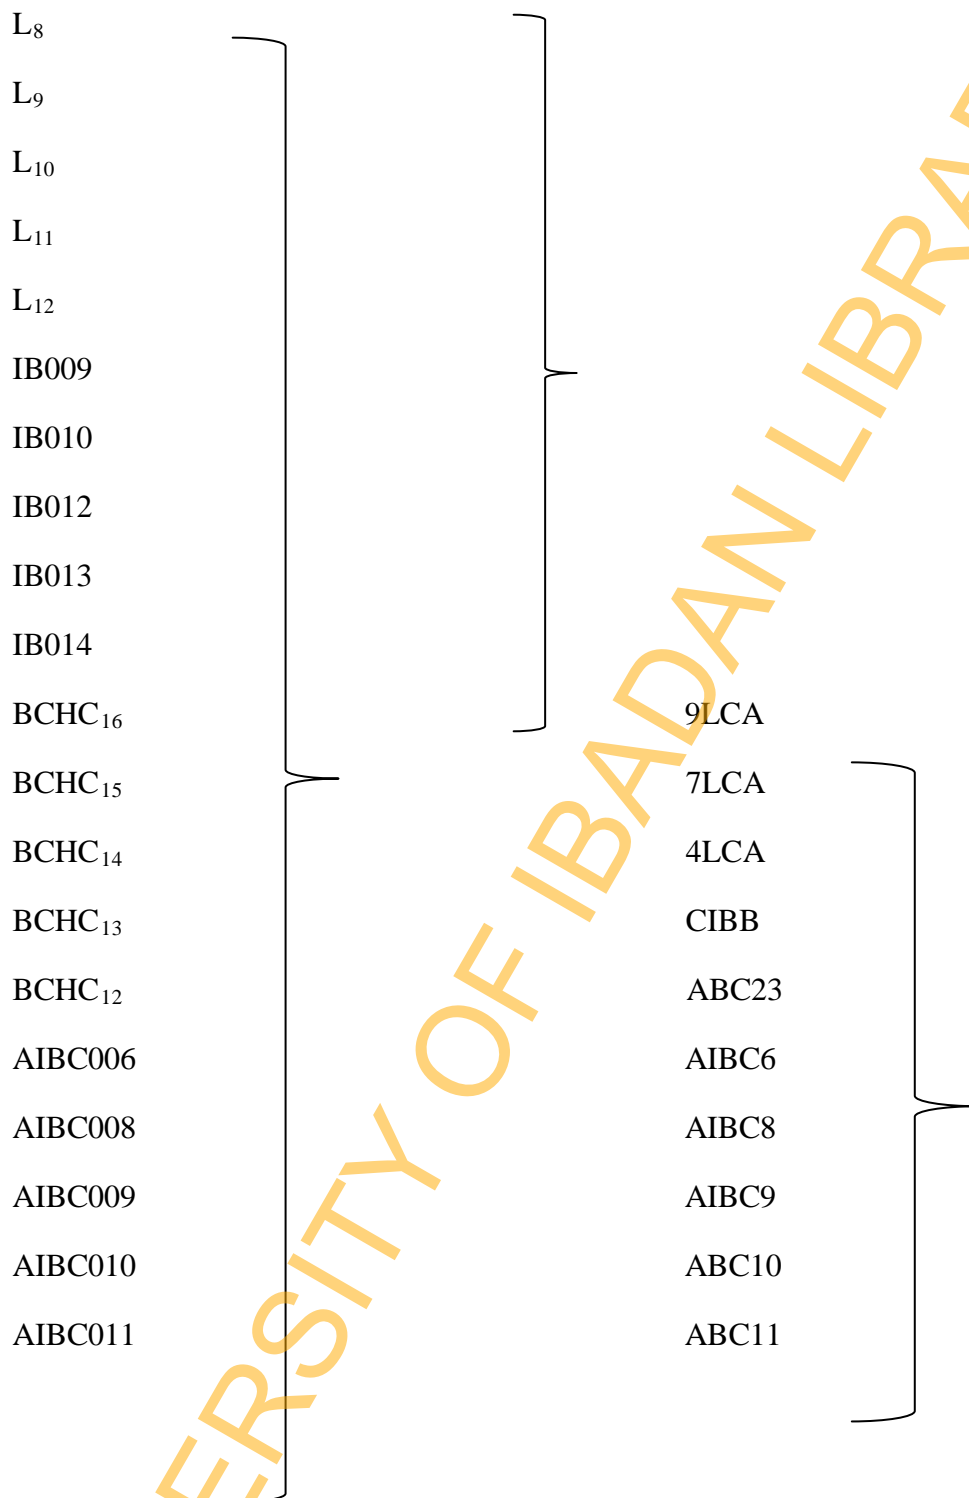 L₈
L₉
L₁₀
L₁₁
L₁₂
IB009
IB010
IB012
IB013
IB014
BCHC₁₆ 9LCA
BCHC₁₅ 7LCA
BCHC₁₄ 4LCA
BCHC₁₃ CIBB
BCHC₁₂ ABC23
AIBC006 AIBC6
AIBC008 AIBC8
AIBC009 AIBC9
AIBC010 ABC10
AIBC011 ABC11
ERSITY OF IBADAN LIBRA